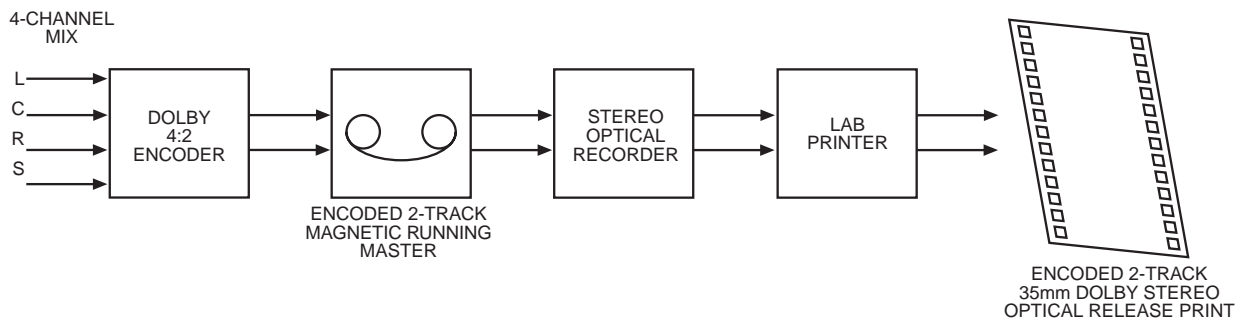 4-CHANNEL
MIX
L
C
R
S
DOLBY
4:2
ENCODER
ENCODED 2-TRACK
MAGNETIC RUNNING
MASTER
STEREO
OPTICAL
RECORDER
LAB
PRINTER
ENCODED 2-TRACK
35mm DOLBY STEREO
OPTICAL RELEASE PRINT